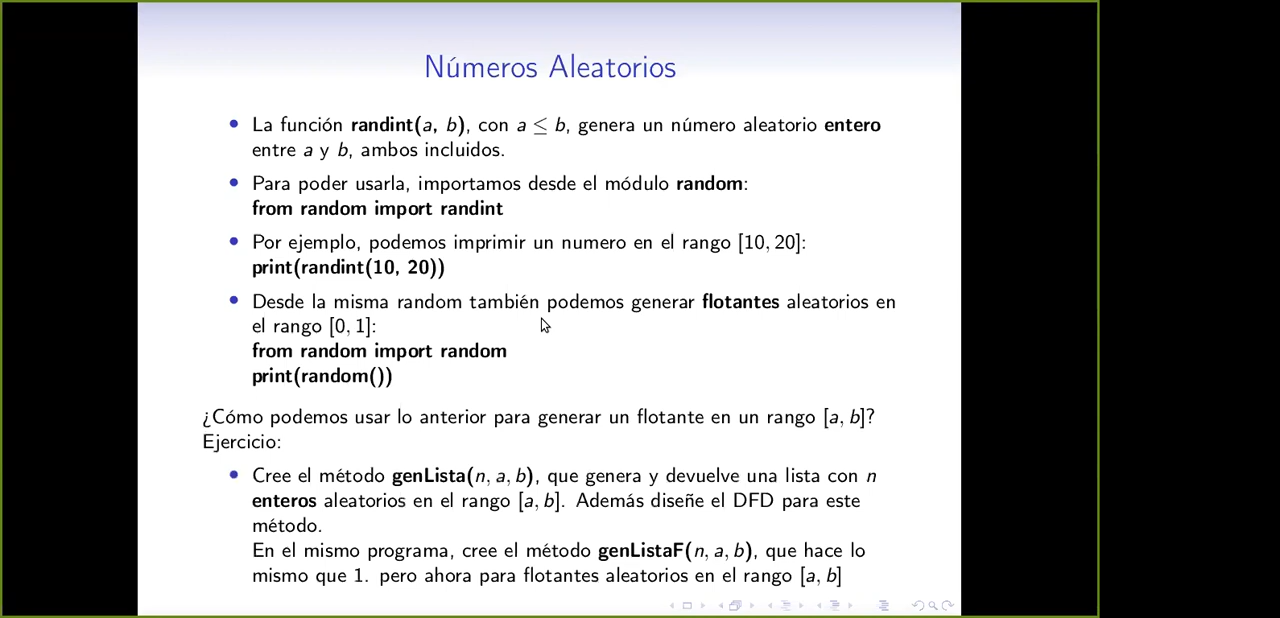 Números Aleatorios
La función randint(a, b), con a ≤ b, genera un número aleatorio entero
entre a y b, ambos incluidos.
Para poder usarla, importamos desde el módulo random:
from random import randint
Por ejemplo, podemos imprimir un numero en el rango [10, 20]:
print(randint(10, 20))
Desde la misma random también podemos generar flotantes aleatorios en
el rango [0, 1]:
from random import random
print(random())
¿Cómo podemos usar lo anterior para generar un flotante en un rango [a, b]?
Ejercicio:
Cree el método genLista(n, a, b), que genera y devuelve una lista con n
enteros aleatorios en el rango [a, b]. Además diseñe el DFD para este
método.
En el mismo programa, cree el método genListaF(n, a, b), que hace lo
mismo que 1. pero ahora para flotantes aleatorios en el rango [a, b]